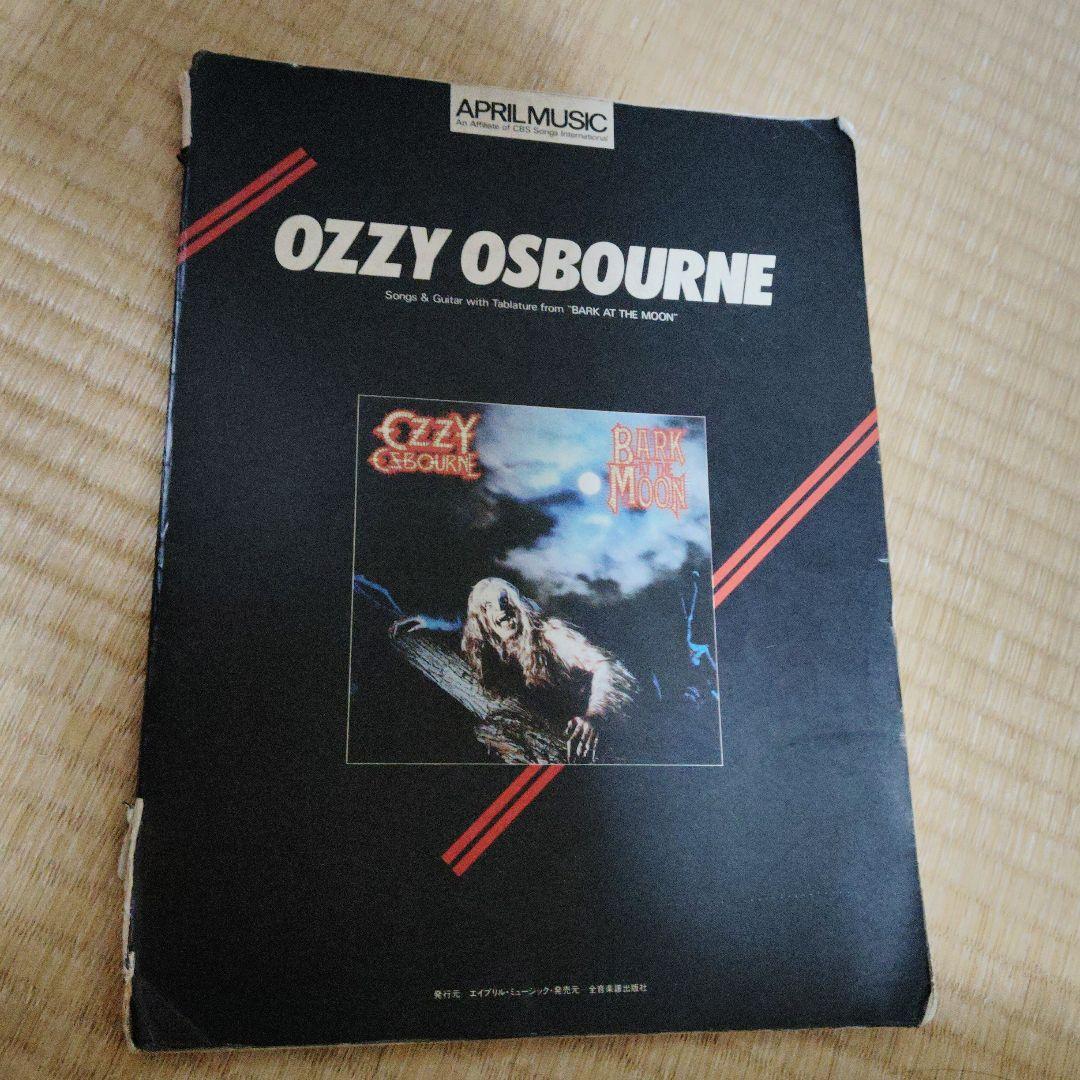 APRIL MUSIC
An Affiliate of CBS Songs International
OZZY OSBOURNE
Songs & Guitar with Tablature from "BARK AT THE MOON"
OZZY
OSBOURNE
BARK
AT THE
MOON
発行元 エイプリル・ミュージック・発売元 全音楽譜出版社